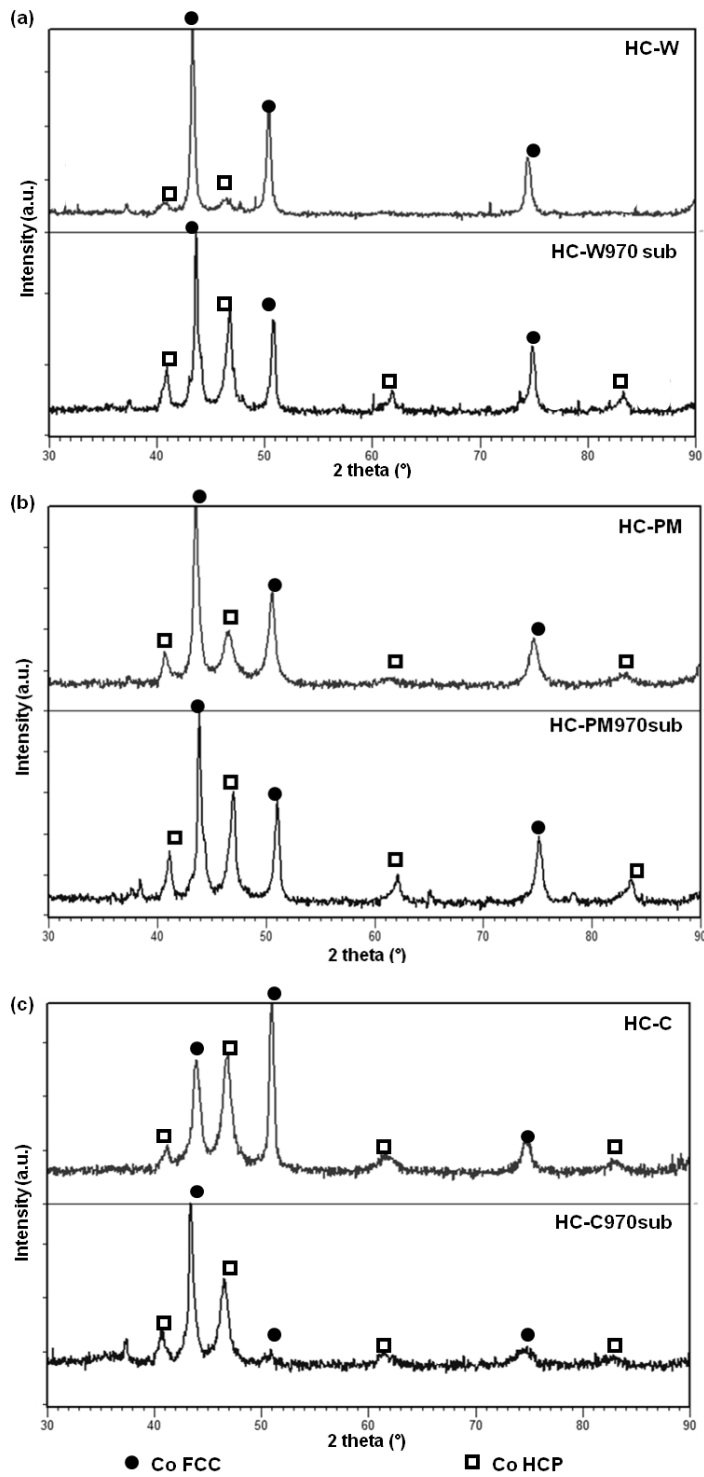 (a)
HC-W
HC-W970 sub
Intensity (a.u.)
30 40 50 60 70 80 90
2 theta (°)
(b)
HC-PM
HC-PM970sub
Intensity (a.u.)
30 40 50 60 70 80 90
2 theta (°)
(c)
HC-C
HC-C970sub
Intensity (a.u.)
30 40 50 60 70 80 90
2 theta (°)
Co FCC Co HCP